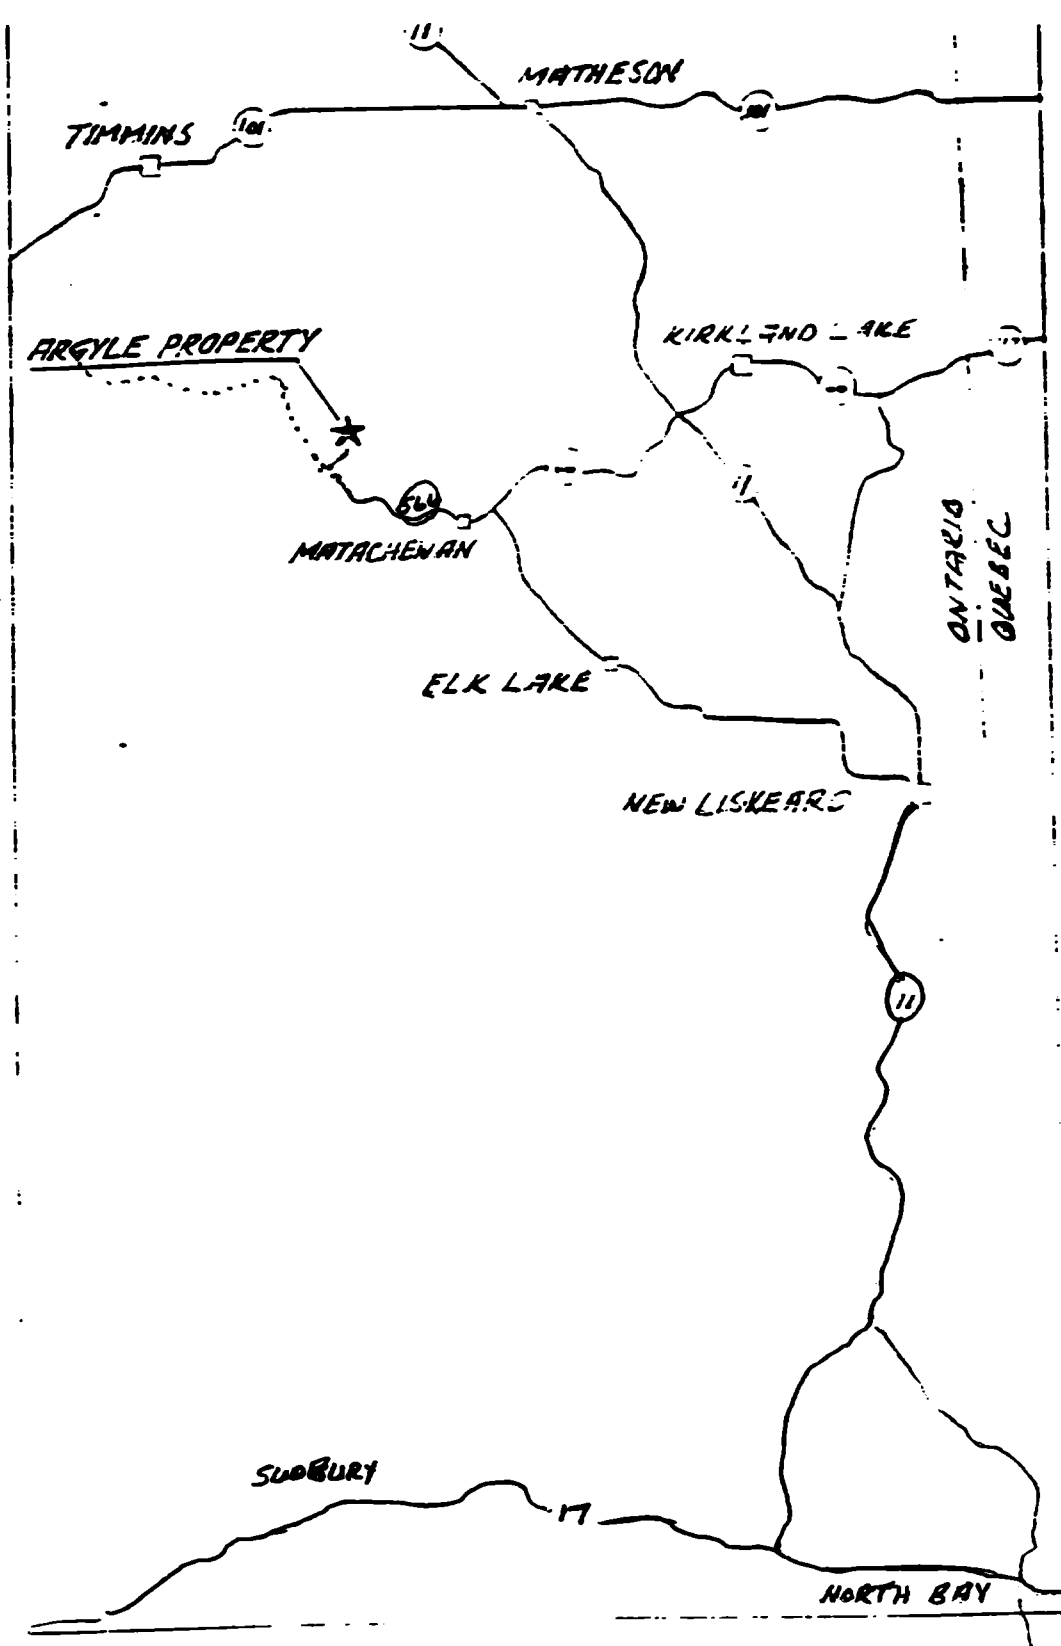 11
MATHESON
TIMMINS
101
101
ARGYLE PROPERTY
KIRKLAND LAKE
564
11
MATACHEWAN
ONTARIO
QUEBEC
ELK LAKE
NEW LISKEARD
11
SUDBURY
17
NORTH BAY